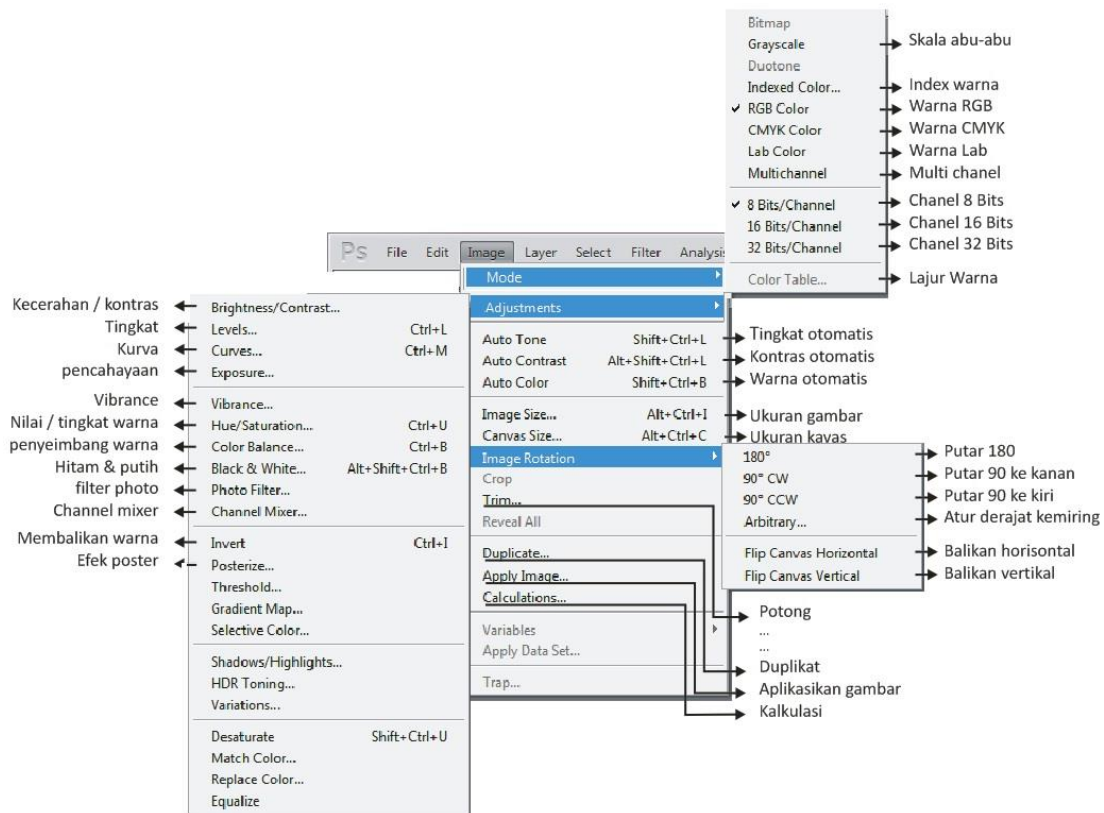 Bitmap
Grayscale
Skala abu-abu
Duotone
Indexed Color...
Index warna
RGB Color
Warna RGB
CMYK Color
Warna CMYK
Lab Color
Warna Lab
Multichannel
Multi chanel
8 Bits/Channel
Chanel 8 Bits
16 Bits/Channel
Chanel 16 Bits
32 Bits/Channel
Chanel 32 Bits
Color Table...
Lajur Warna
Ps File Edit Image Layer Select Filter Analysis
Mode
Adjustments
Auto Tone Shift+Ctrl+L
Tingkat otomatis
Auto Contrast Alt+Shift+Ctrl+L
Kontras otomatis
Auto Color Shift+Ctrl+B
Warna otomatis
Image Size... Alt+Ctrl+I
Ukuran gambar
Canvas Size... Alt+Ctrl+C
Ukuran kavas
Image Rotation
Crop
Trim...
Reveal All
Duplicate...
Apply Image...
Calculations...
Variables
Apply Data Set...
Trap...
Kecerahan / kontras
Brightness/Contrast...
Tingkat
Levels... Ctrl+L
Kurva
Curves... Ctrl+M
pencahayaan
Exposure...
Vibrance
Vibrance...
Nilai / tingkat warna
Hue/Saturation... Ctrl+U
penyeimbang warna
Color Balance... Ctrl+B
Hitam & putih
Black & White... Alt+Shift+Ctrl+B
filter photo
Photo Filter...
Channel mixer
Channel Mixer...
Membalikan warna
Invert Ctrl+I
Efek poster
Posterize...
Threshold...
Gradient Map...
Selective Color...
Shadows/Highlights...
HDR Toning...
Variations...
Desaturate Shift+Ctrl+U
Match Color...
Replace Color...
Equalize
180°
Putar 180
90° CW
Putar 90 ke kanan
90° CCW
Putar 90 ke kiri
Arbitrary...
Atur derajat kemiring
Flip Canvas Horizontal
Balikan horisontal
Flip Canvas Vertical
Balikan vertikal
Potong
...
...
Duplikat
Aplikasikan gambar
Kalkulasi